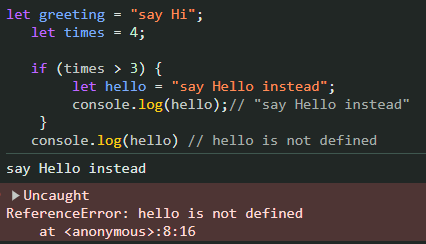 let greeting = "say Hi";
let times = 4;
if (times > 3) {
let hello = "say Hello instead";
console.log(hello);// "say Hello instead"
}
console.log(hello) // hello is not defined
say Hello instead
▶Uncaught
ReferenceError: hello is not defined
at <anonymous>:8:16